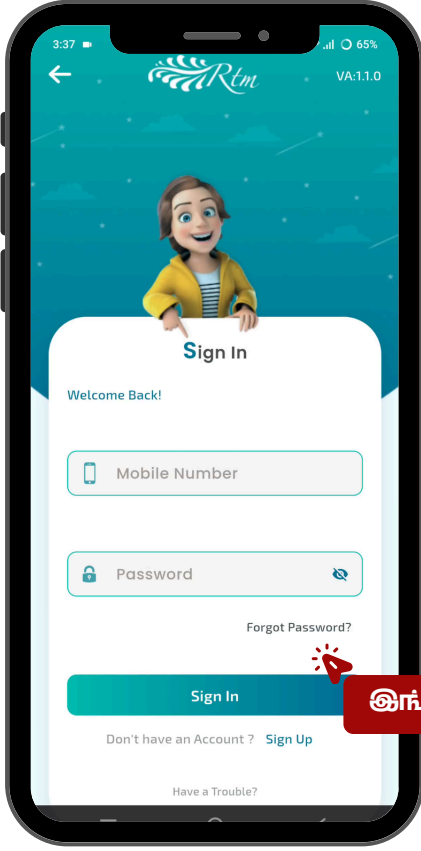 3:37 65%
Rtm VA:1.1.0
Sign In
Welcome Back!
Mobile Number
Password
Forgot Password?
Sign In
Don't have an Account ? Sign Up
Have a Trouble?